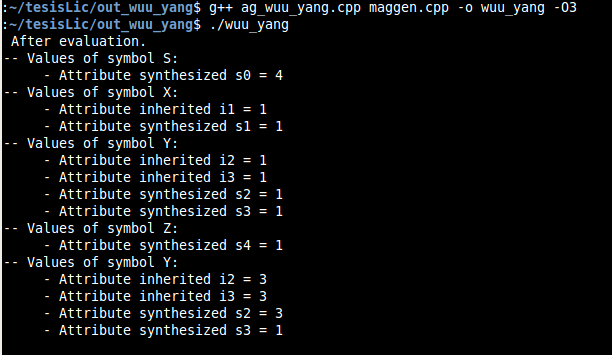 :~/tesisLic/out_wuu_yang$ g++ ag_wuu_yang.cpp maggen.cpp -o wuu_yang -O3
:~/tesisLic/out_wuu_yang$ ./wuu_yang
After evaluation.
-- Values of symbol S:
- Attribute synthesized s0 = 4
-- Values of symbol X:
- Attribute inherited i1 = 1
- Attribute synthesized s1 = 1
-- Values of symbol Y:
- Attribute inherited i2 = 1
- Attribute inherited i3 = 1
- Attribute synthesized s2 = 1
- Attribute synthesized s3 = 1
-- Values of symbol Z:
- Attribute synthesized s4 = 1
-- Values of symbol Y:
- Attribute inherited i2 = 3
- Attribute inherited i3 = 3
- Attribute synthesized s2 = 3
- Attribute synthesized s3 = 1